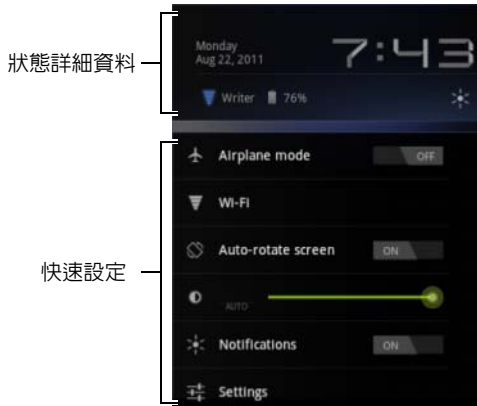 狀態詳細資料
Monday
Aug 22, 2011
7:43
Writer 76%
Airplane mode OFF
Wi-Fi
快速設定
Auto-rotate screen ON
AUTO
Notifications ON
Settings